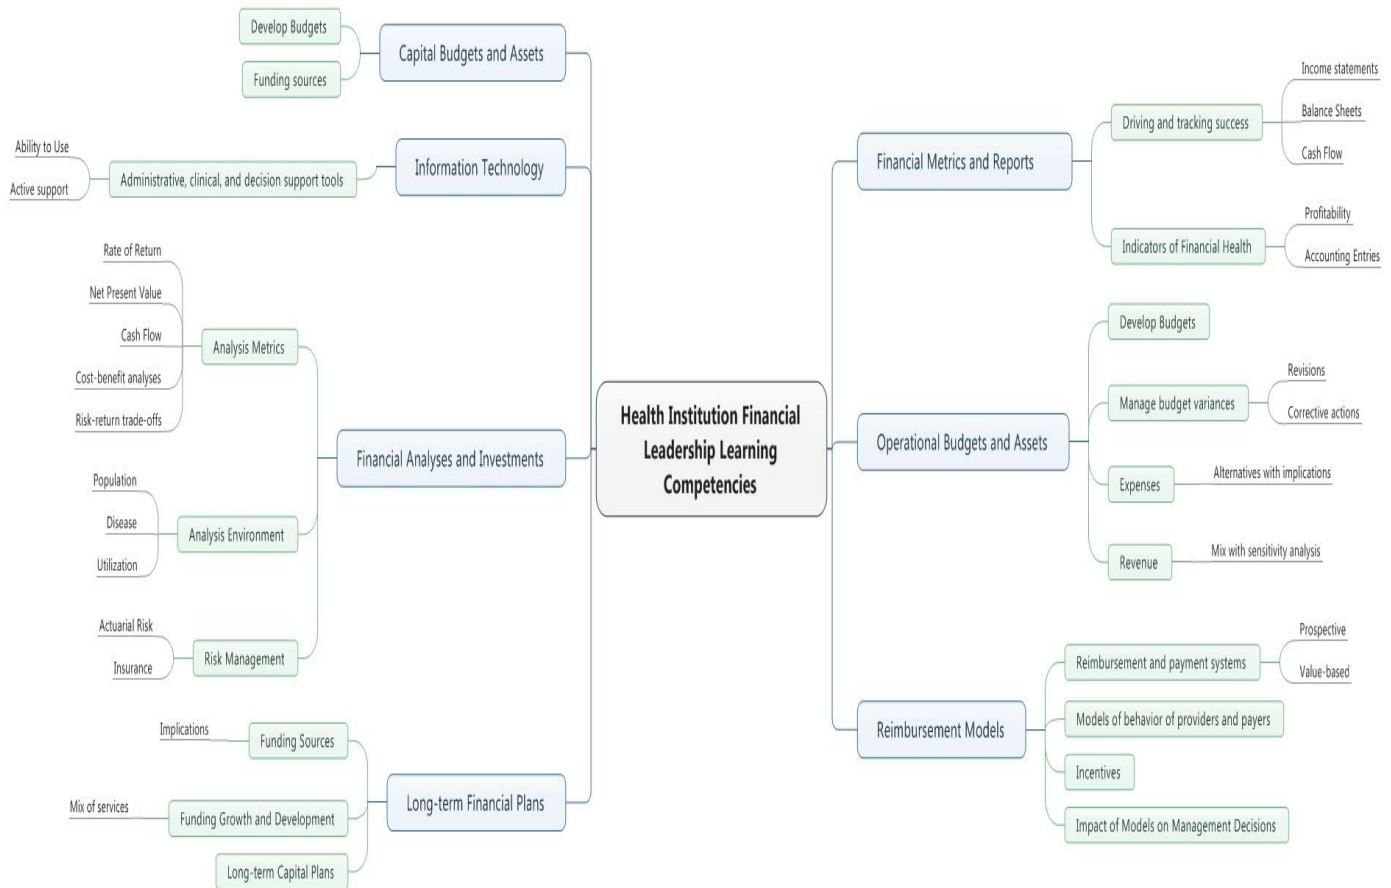 Health Institution Financial
Leadership Learning
Competencies
Financial Metrics and Reports
Driving and tracking success
Income statements
Balance Sheets
Cash Flow
Indicators of Financial Health
Profitability
Accounting Entries
Operational Budgets and Assets
Develop Budgets
Manage budget variances
Revisions
Corrective actions
Expenses
Alternatives with implications
Revenue
Mix with sensitivity analysis
Reimbursement Models
Reimbursement and payment systems
Prospective
Value-based
Models of behavior of providers and payers
Incentives
Impact of Models on Management Decisions
Capital Budgets and Assets
Develop Budgets
Funding sources
Information Technology
Administrative, clinical, and decision support tools
Ability to Use
Active support
Financial Analyses and Investments
Analysis Metrics
Rate of Return
Net Present Value
Cash Flow
Cost-benefit analyses
Risk-return trade-offs
Analysis Environment
Population
Disease
Utilization
Risk Management
Actuarial Risk
Insurance
Long-term Financial Plans
Funding Sources
Implications
Funding Growth and Development
Mix of services
Long-term Capital Plans